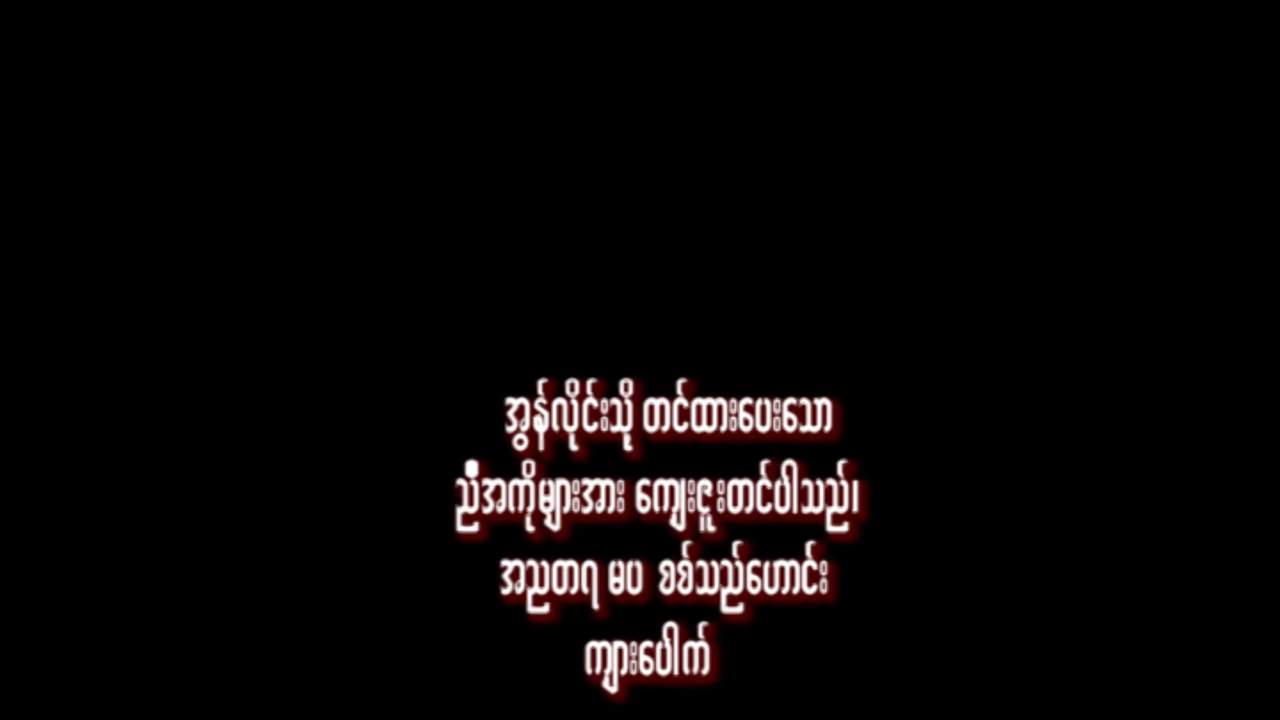 အွန်လိုင်းသို့ တင်ထားပေးသော
ညီအကိုများအား ကျေးဇူးတင်ပါသည်၊
အညတရ မပ စစ်သည်ဟောင်း
ကျားပေါက်